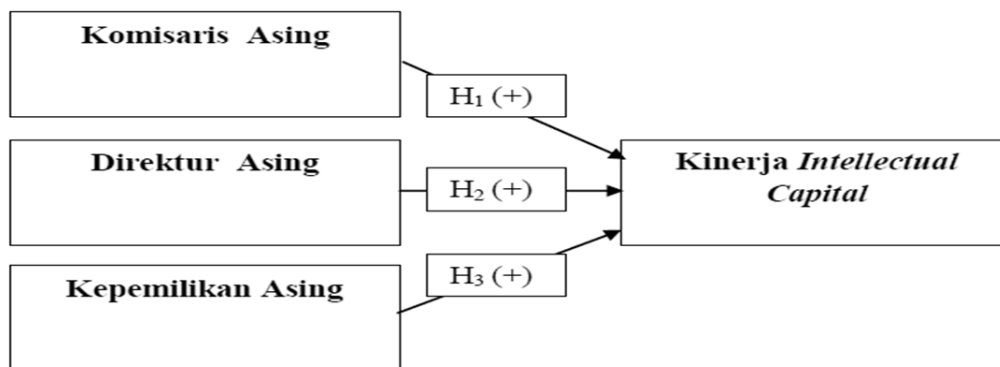 Komisaris Asing
H₁ (+)
Direktur Asing
H₂ (+)
Kinerja Intellectual
Capital
Kepemilikan Asing
H₃ (+)